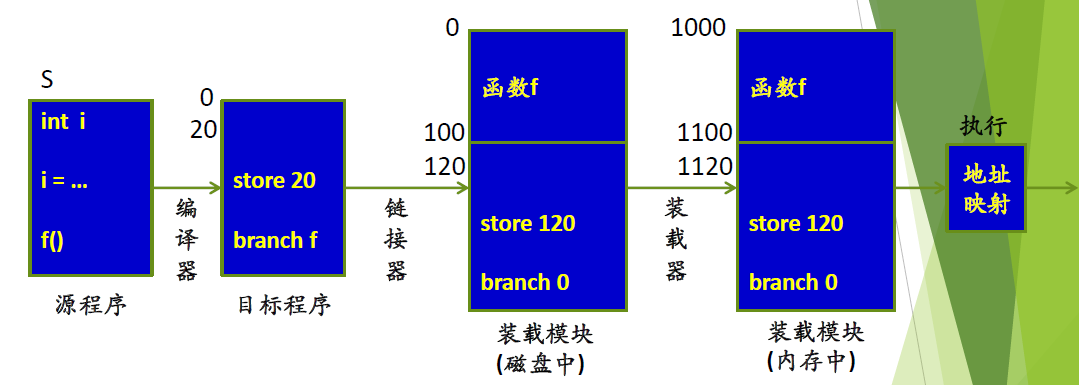 S
int  i
i = ...
f()
源程序
编译器
0
20
store 20
branch f
目标程序
链接器
0
函数f
100
120
store 120
branch 0
装载模块
(磁盘中)
装载器
1000
函数f
1100
1120
store 120
branch 0
装载模块
(内存中)
执行
地址
映射